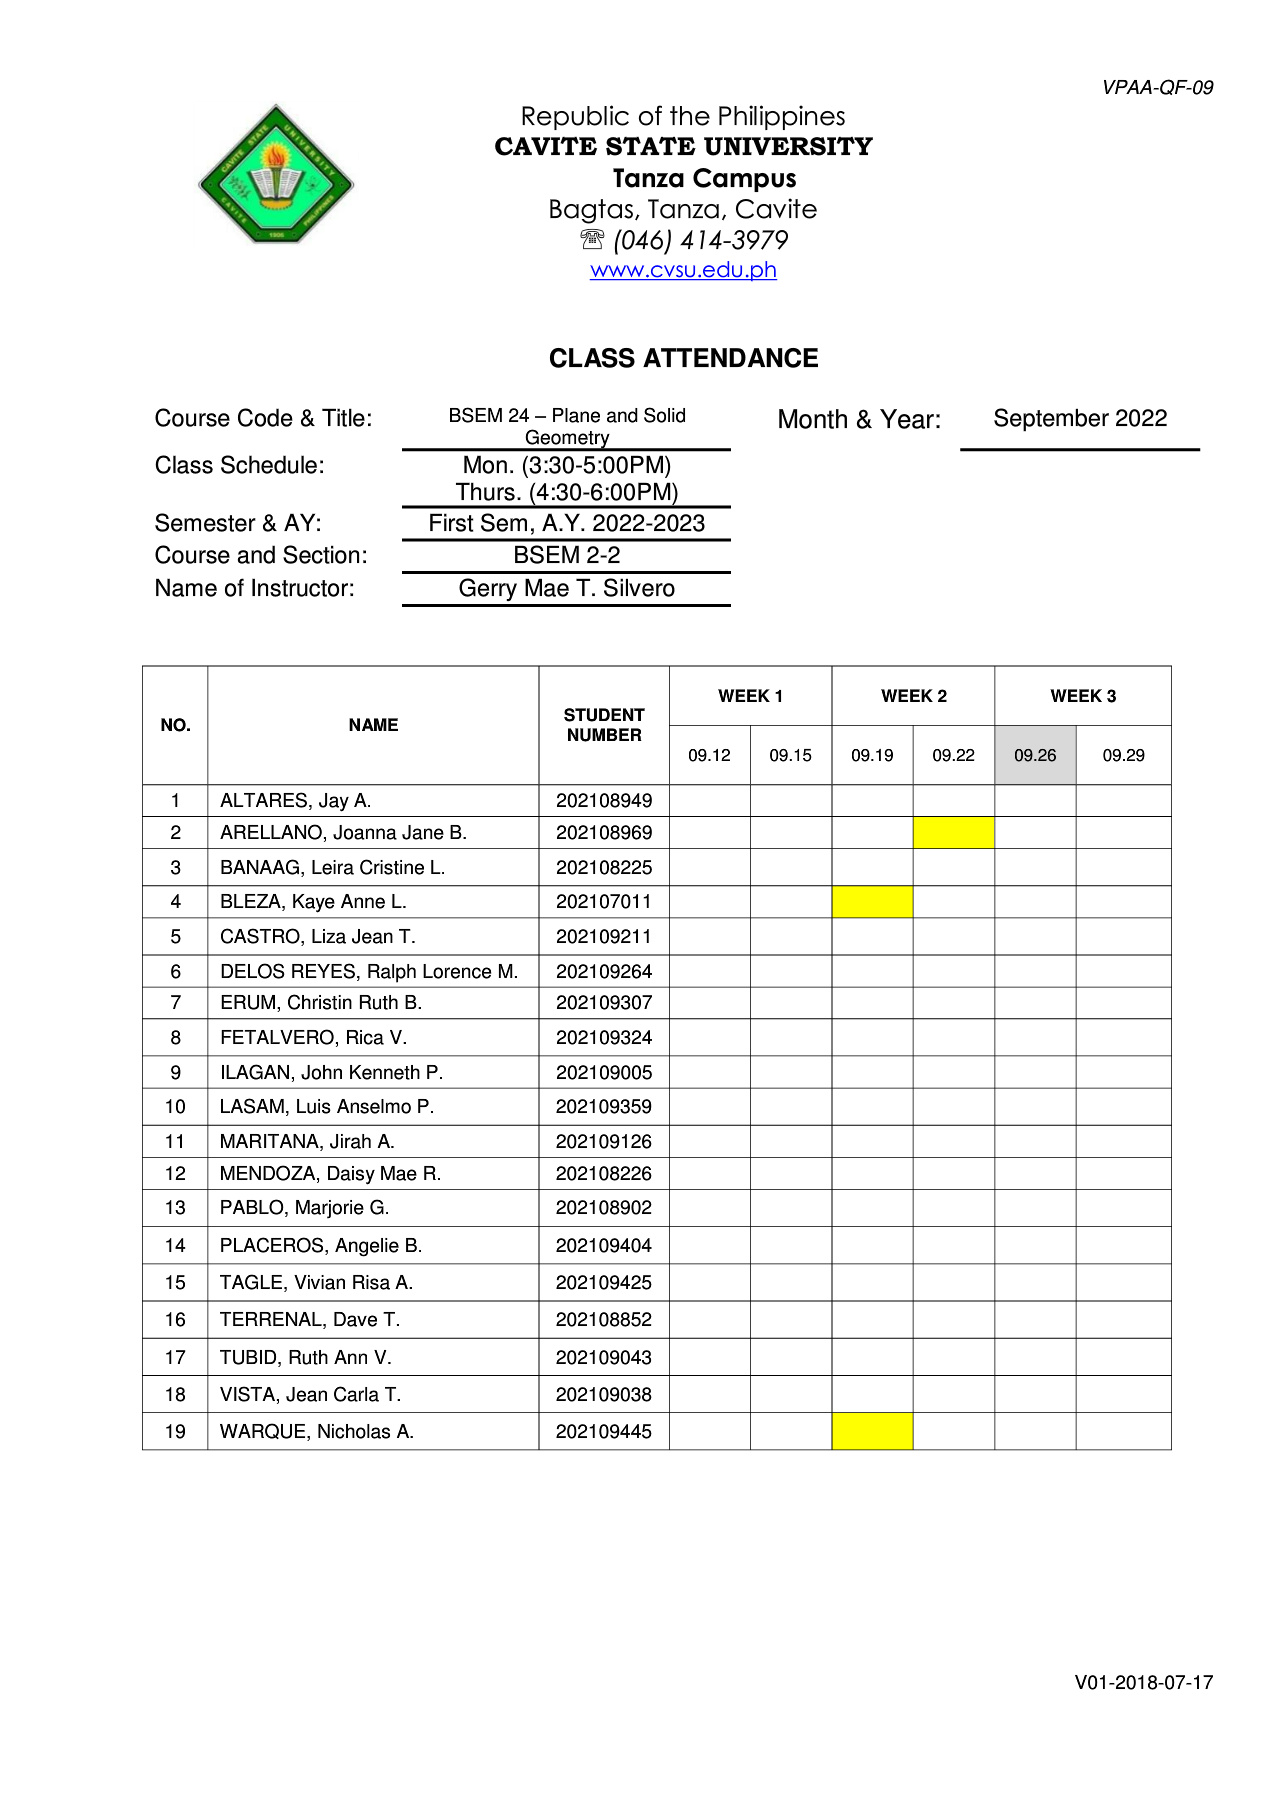 VPAA-QF-09
CAVITE STATE UNIVERSITY
CAVITE
PHILIPPINES
1906
Republic of the Philippines
CAVITE STATE UNIVERSITY
Tanza Campus
Bagtas, Tanza, Cavite
☏ (046) 414-3979
www.cvsu.edu.ph
CLASS ATTENDANCE
Course Code & Title: BSEM 24 – Plane and Solid Geometry Month & Year: September 2022
Class Schedule: Mon. (3:30-5:00PM)
Thurs. (4:30-6:00PM)
Semester & AY: First Sem, A.Y. 2022-2023
Course and Section: BSEM 2-2
Name of Instructor: Gerry Mae T. Silvero
NO. NAME STUDENT NUMBER WEEK 1 WEEK 2 WEEK 3
09.12 09.15 09.19 09.22 09.26 09.29
1 ALTARES, Jay A. 202108949
2 ARELLANO, Joanna Jane B. 202108969
3 BANAAG, Leira Cristine L. 202108225
4 BLEZA, Kaye Anne L. 202107011
5 CASTRO, Liza Jean T. 202109211
6 DELOS REYES, Ralph Lorence M. 202109264
7 ERUM, Christin Ruth B. 202109307
8 FETALVERO, Rica V. 202109324
9 ILAGAN, John Kenneth P. 202109005
10 LASAM, Luis Anselmo P. 202109359
11 MARITANA, Jirah A. 202109126
12 MENDOZA, Daisy Mae R. 202108226
13 PABLO, Marjorie G. 202108902
14 PLACEROS, Angelie B. 202109404
15 TAGLE, Vivian Risa A. 202109425
16 TERRENAL, Dave T. 202108852
17 TUBID, Ruth Ann V. 202109043
18 VISTA, Jean Carla T. 202109038
19 WARQUE, Nicholas A. 202109445
V01-2018-07-17